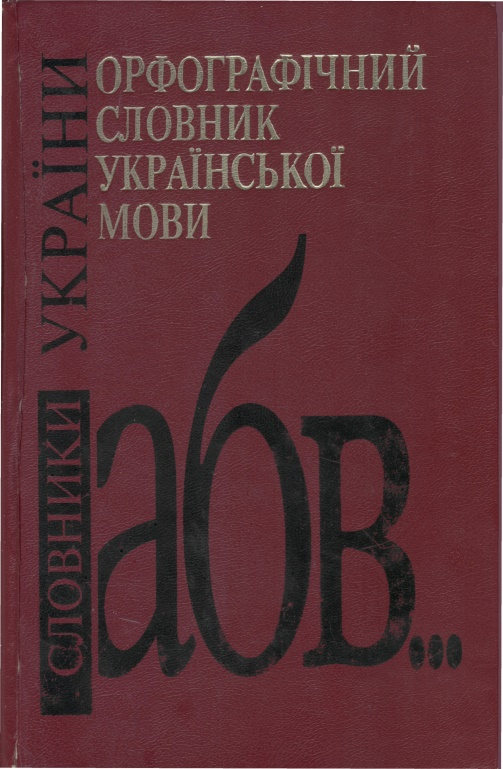 ОРФОГРАФІЧНИЙ
СЛОВНИК
УКРАЇНСЬКОЇ
МОВИ
СЛОВНИКИ УКРАЇНИ
абв...